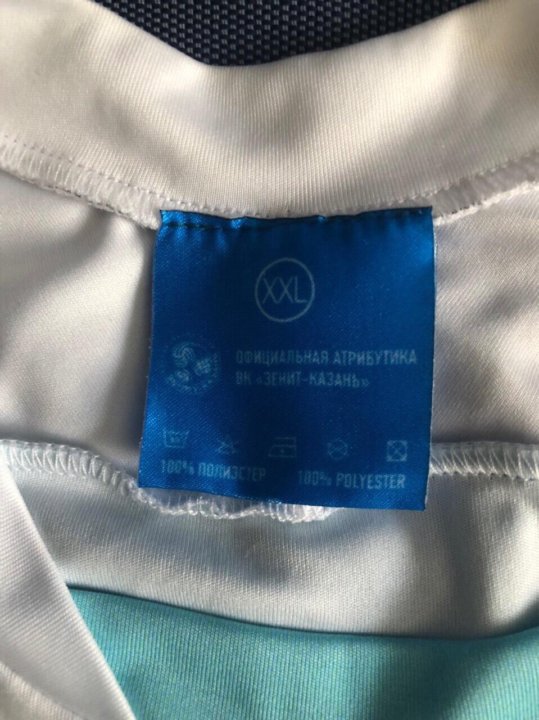 XXL
ОФИЦИАЛЬНАЯ АТРИБУТИКА
ВК «ЗЕНИТ-КАЗАНЬ»
100% ПОЛИЭСТЕР 100% POLYESTER